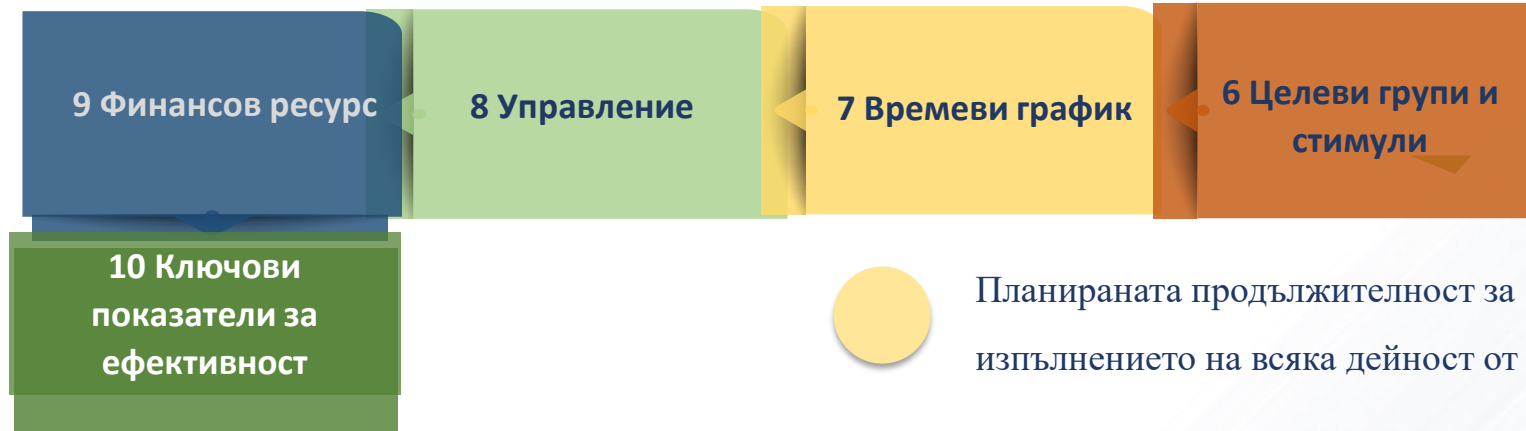 9 Финансов ресурс
8 Управление
7 Времеви график
6 Целеви групи и
стимули
10 Ключови
показатели за
ефективност
Планираната продължителност за
изпълнението на всяка дейност от